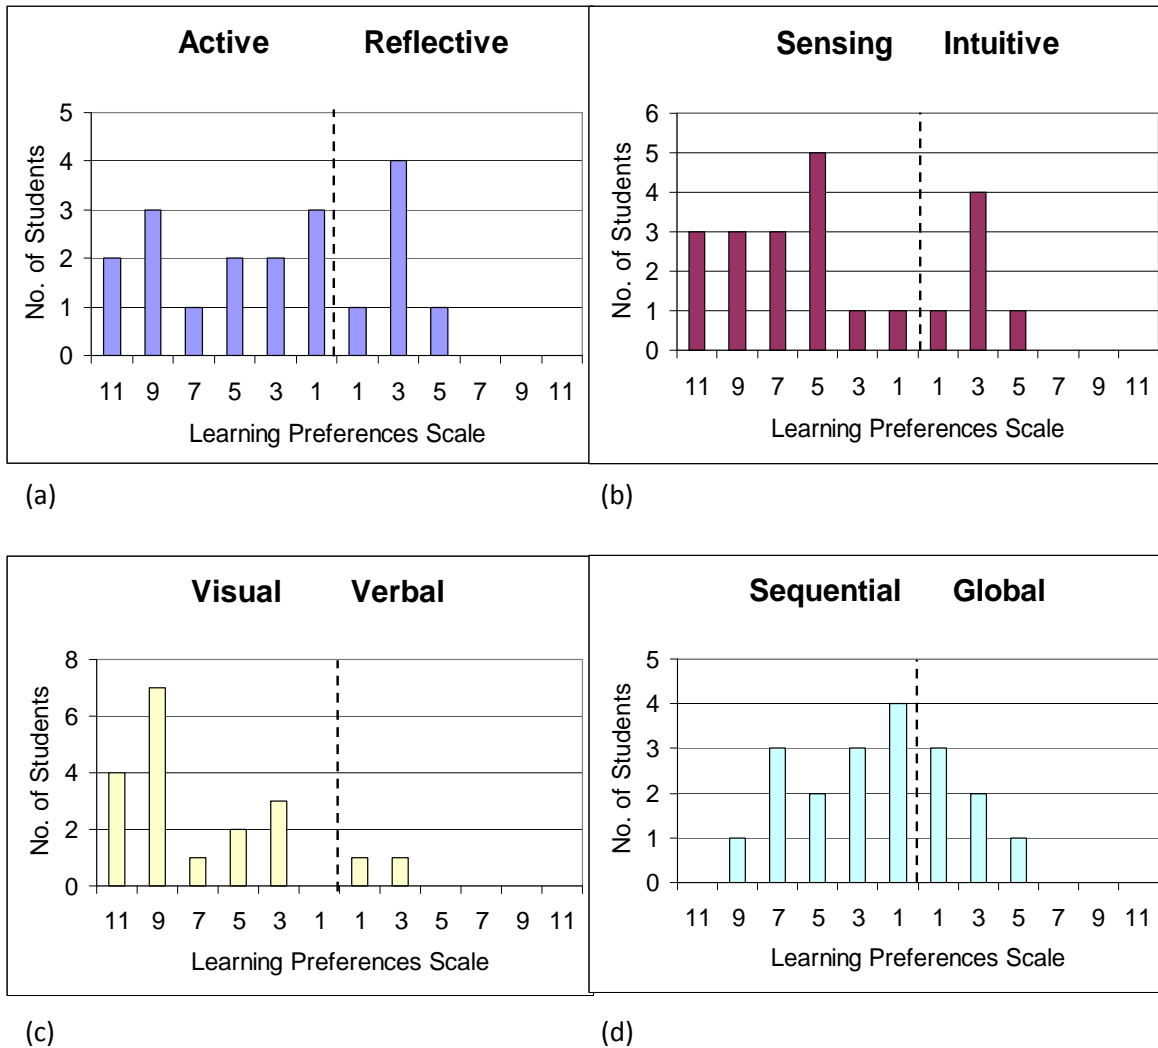 Active Reflective
No. of Students
5
4
3
2
1
0
11 9 7 5 3 1 1 3 5 7 9 11
Learning Preferences Scale
(a)
Sensing Intuitive
No. of Students
6
5
4
3
2
1
0
11 9 7 5 3 1 1 3 5 7 9 11
Learning Preferences Scale
(b)
Visual Verbal
No. of Students
8
6
4
2
0
11 9 7 5 3 1 1 3 5 7 9 11
Learning Preferences Scale
(c)
Sequential Global
No. of Students
5
4
3
2
1
0
11 9 7 5 3 1 1 3 5 7 9 11
Learning Preferences Scale
(d)